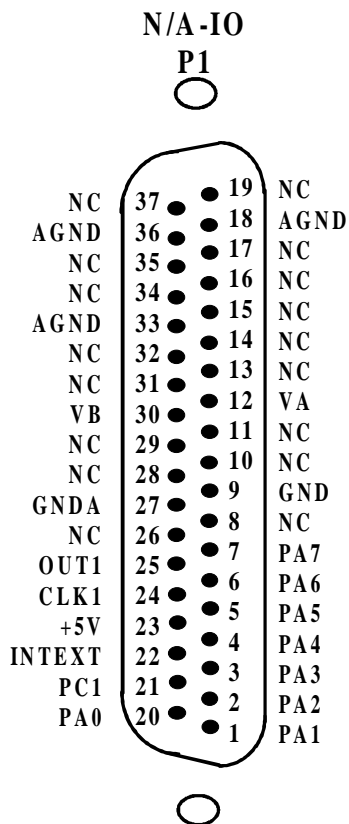 N/A-IO
P1
19 NC
NC 37
18 AGND
AGND 36
17 NC
NC 35
16 NC
NC 34
15 NC
AGND 33
14 NC
NC 32
13 NC
NC 31
12 VA
VB 30
11 NC
NC 29
10 NC
NC 28
9 GND
GNDA 27
8 NC
NC 26
7 PA7
OUT1 25
6 PA6
CLK1 24
5 PA5
+5V 23
4 PA4
INTEXT 22
3 PA3
PC1 21
2 PA2
PA0 20
1 PA1